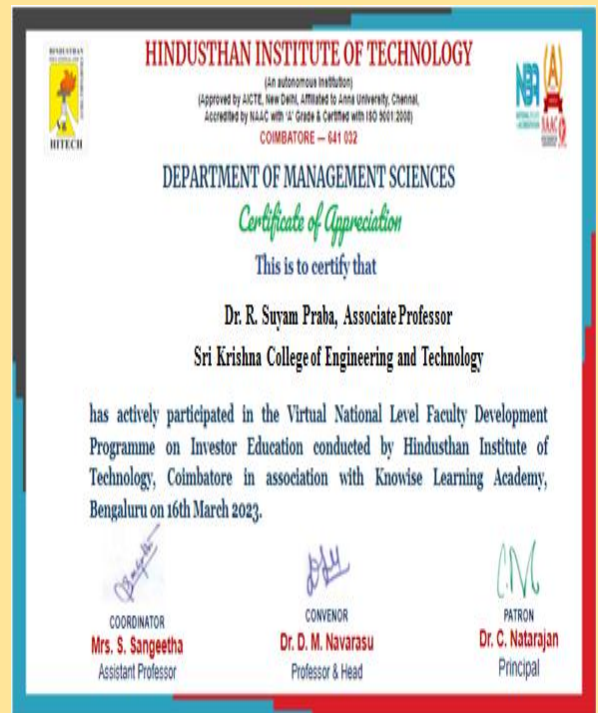 HINDUSTHAN
HITECH
HINDUSTHAN INSTITUTE OF TECHNOLOGY
(An autonomous Institution)
(Approved by AICTE, New Delhi, Affiliated to Anna University, Chennai,
Accredited by NAAC with 'A' Grade & Certified with ISO 9001:2008)
COIMBATORE — 641 032
NBA
NAAC
DEPARTMENT OF MANAGEMENT SCIENCES
Certificate of Appreciation
This is to certify that
Dr. R. Suyam Praba, Associate Professor
Sri Krishna College of Engineering and Technology
has actively participated in the Virtual National Level Faculty Development
Programme on Investor Education conducted by Hindusthan Institute of
Technology, Coimbatore in association with Knowise Learning Academy,
Bengaluru on 16th March 2023.
COORDINATOR
Mrs. S. Sangeetha
Assistant Professor
CONVENOR
Dr. D. M. Navarasu
Professor & Head
PATRON
Dr. C. Natarajan
Principal